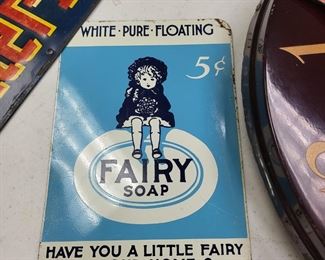 WHITE · PURE · FLOATING
5¢
FAIRY
SOAP
HAVE YOU A LITTLE FAIRY